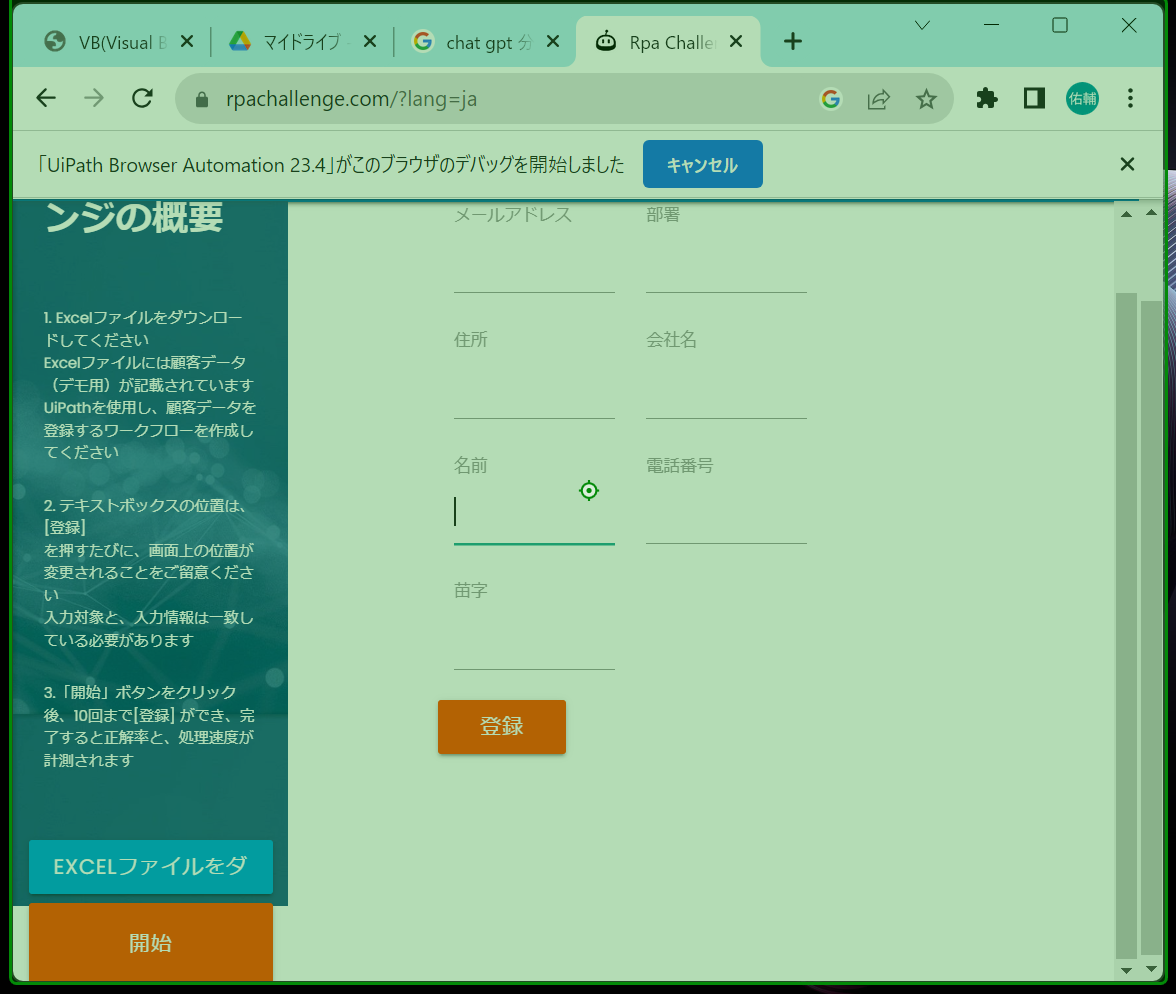 VB(Visual B
マイドライブ -
chat gpt 分
Rpa Challe
rpachallenge.com/?lang=ja
佑輔
「UiPath Browser Automation 23.4」がこのブラウザのデバッグを開始しました
キャンセル
ンジの概要
1. Excelファイルをダウンロー
ドしてください
Excelファイルには顧客データ
（デモ用）が記載されています
UiPathを使用し、顧客データを
登録するワークフローを作成し
てください
2. テキストボックスの位置は、
[登録]
を押すたびに、画面上の位置が
変更されることをご留意くださ
い
入力対象と、入力情報は一致し
ている必要があります
3.「開始」ボタンをクリック
後、10回まで[登録] ができ、完
了すると正解率と、処理速度が
計測されます
EXCELファイルをダ
開始
メールアドレス
部署
住所
会社名
名前
電話番号
苗字
登録